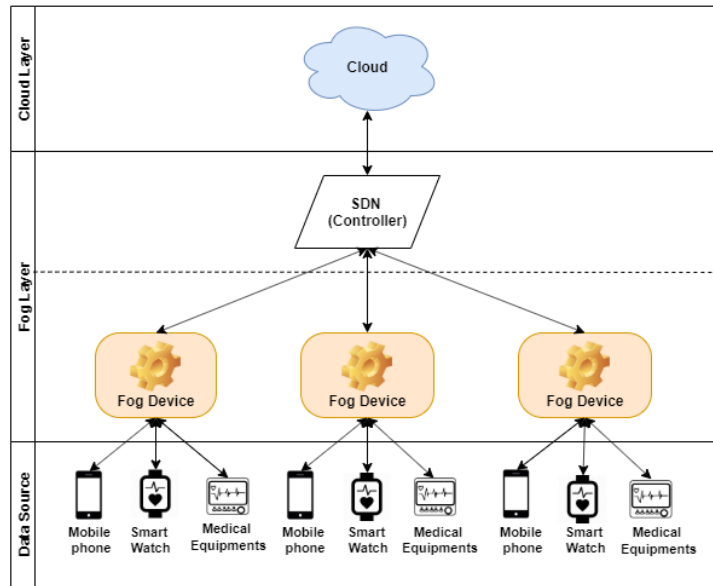 Cloud Layer
Cloud
Fog Layer
SDN
(Controller)
Fog Device
Fog Device
Fog Device
Data Source
Mobile
phone
Smart
Watch
Medical
Equipments
Mobile
phone
Smart
Watch
Medical
Equipments
Mobile
phone
Smart
Watch
Medical
Equipments